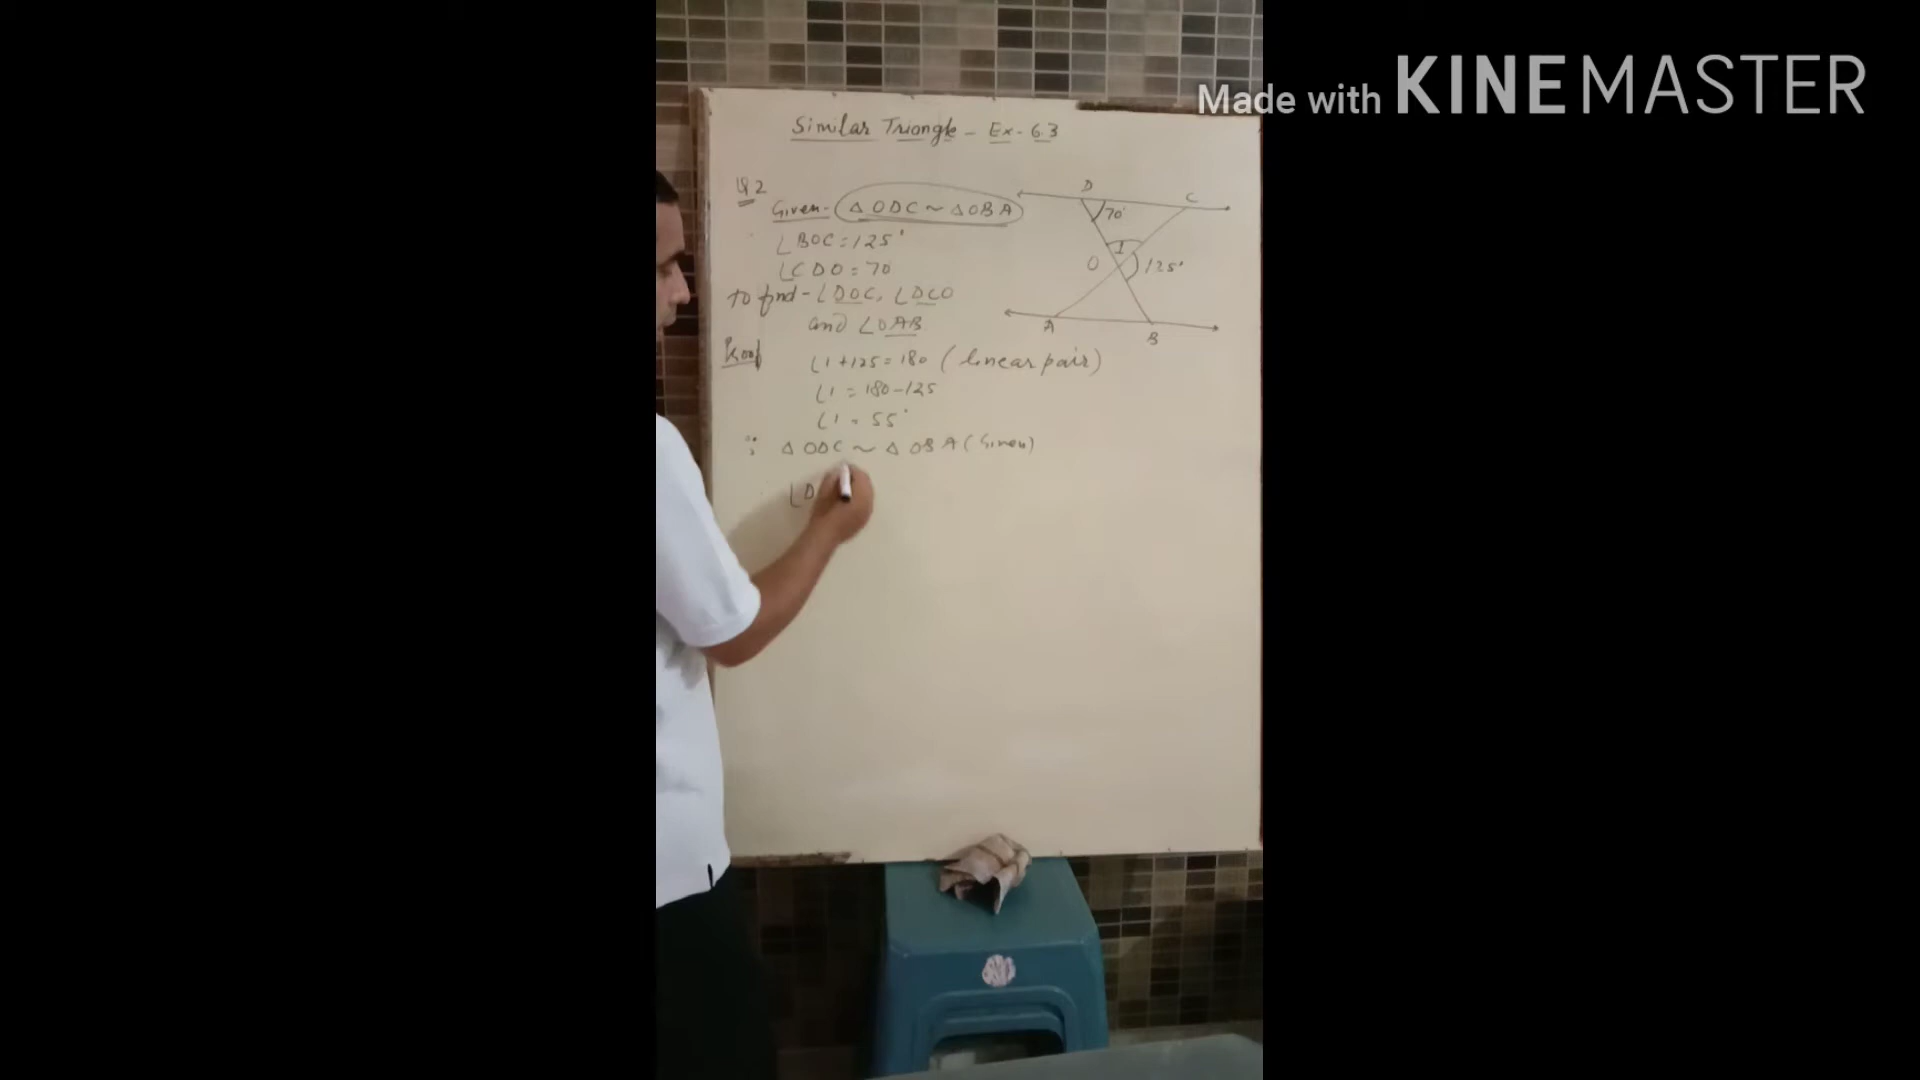 Made with KINEMASTER
Similar Triangle - Ex- 6.3
Q2
Given- △ODC ~ △OBA
∠BOC = 125°
∠CDO = 70
To find - ∠DOC, ∠DCO
and ∠OAB
Proof ∠1 + 125 = 180 (linear pair)
∠1 = 180 - 125
∠1 = 55°
∵ △ODC ~ △OBA (Given)
∠D
D C
70°
1
O 125°
A B